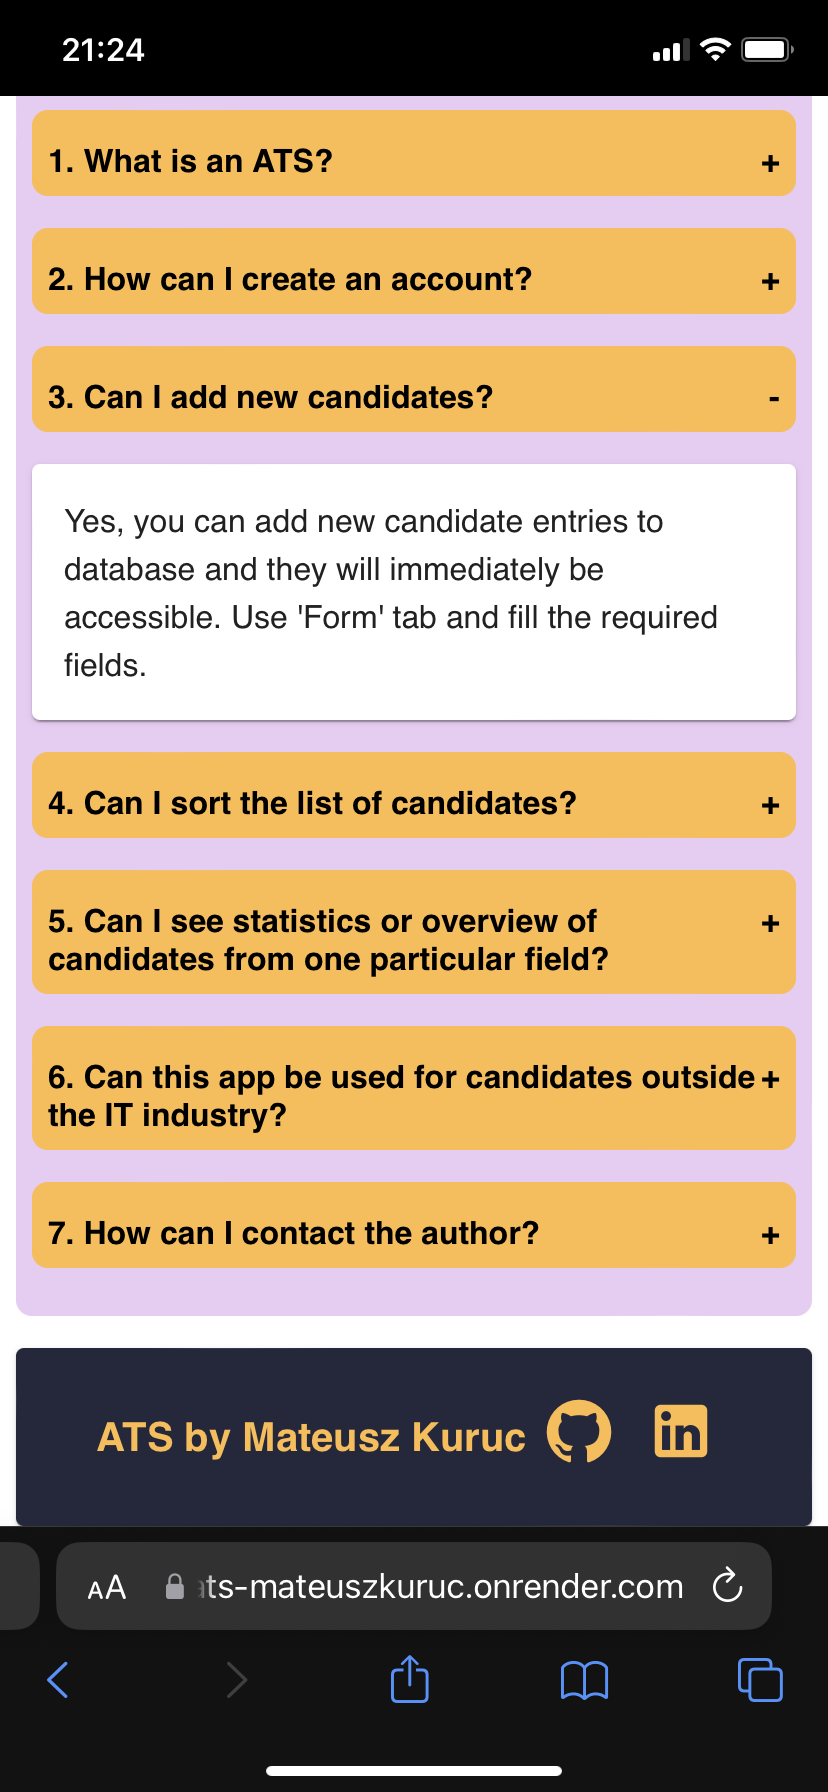 21:24
1. What is an ATS? +
2. How can I create an account? +
3. Can I add new candidates? -
Yes, you can add new candidate entries to
database and they will immediately be
accessible. Use 'Form' tab and fill the required
fields.
4. Can I sort the list of candidates? +
5. Can I see statistics or overview of +
candidates from one particular field?
6. Can this app be used for candidates outside +
the IT industry?
7. How can I contact the author? +
ATS by Mateusz Kuruc in
AA ats-mateuszkuruc.onrender.com